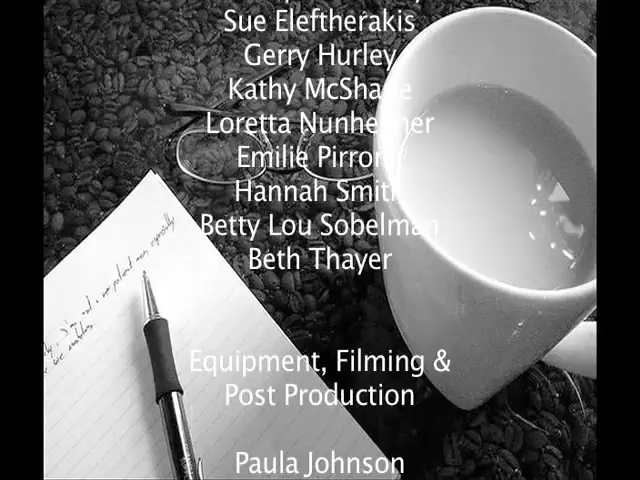 Sue Eleftherakis
Gerry Hurley
Kathy McShane
Loretta Nunheimer
Emilie Pirrone
Hannah Smith
Betty Lou Sobelman
Beth Thayer
Equipment, Filming &
Post Production
Paula Johnson